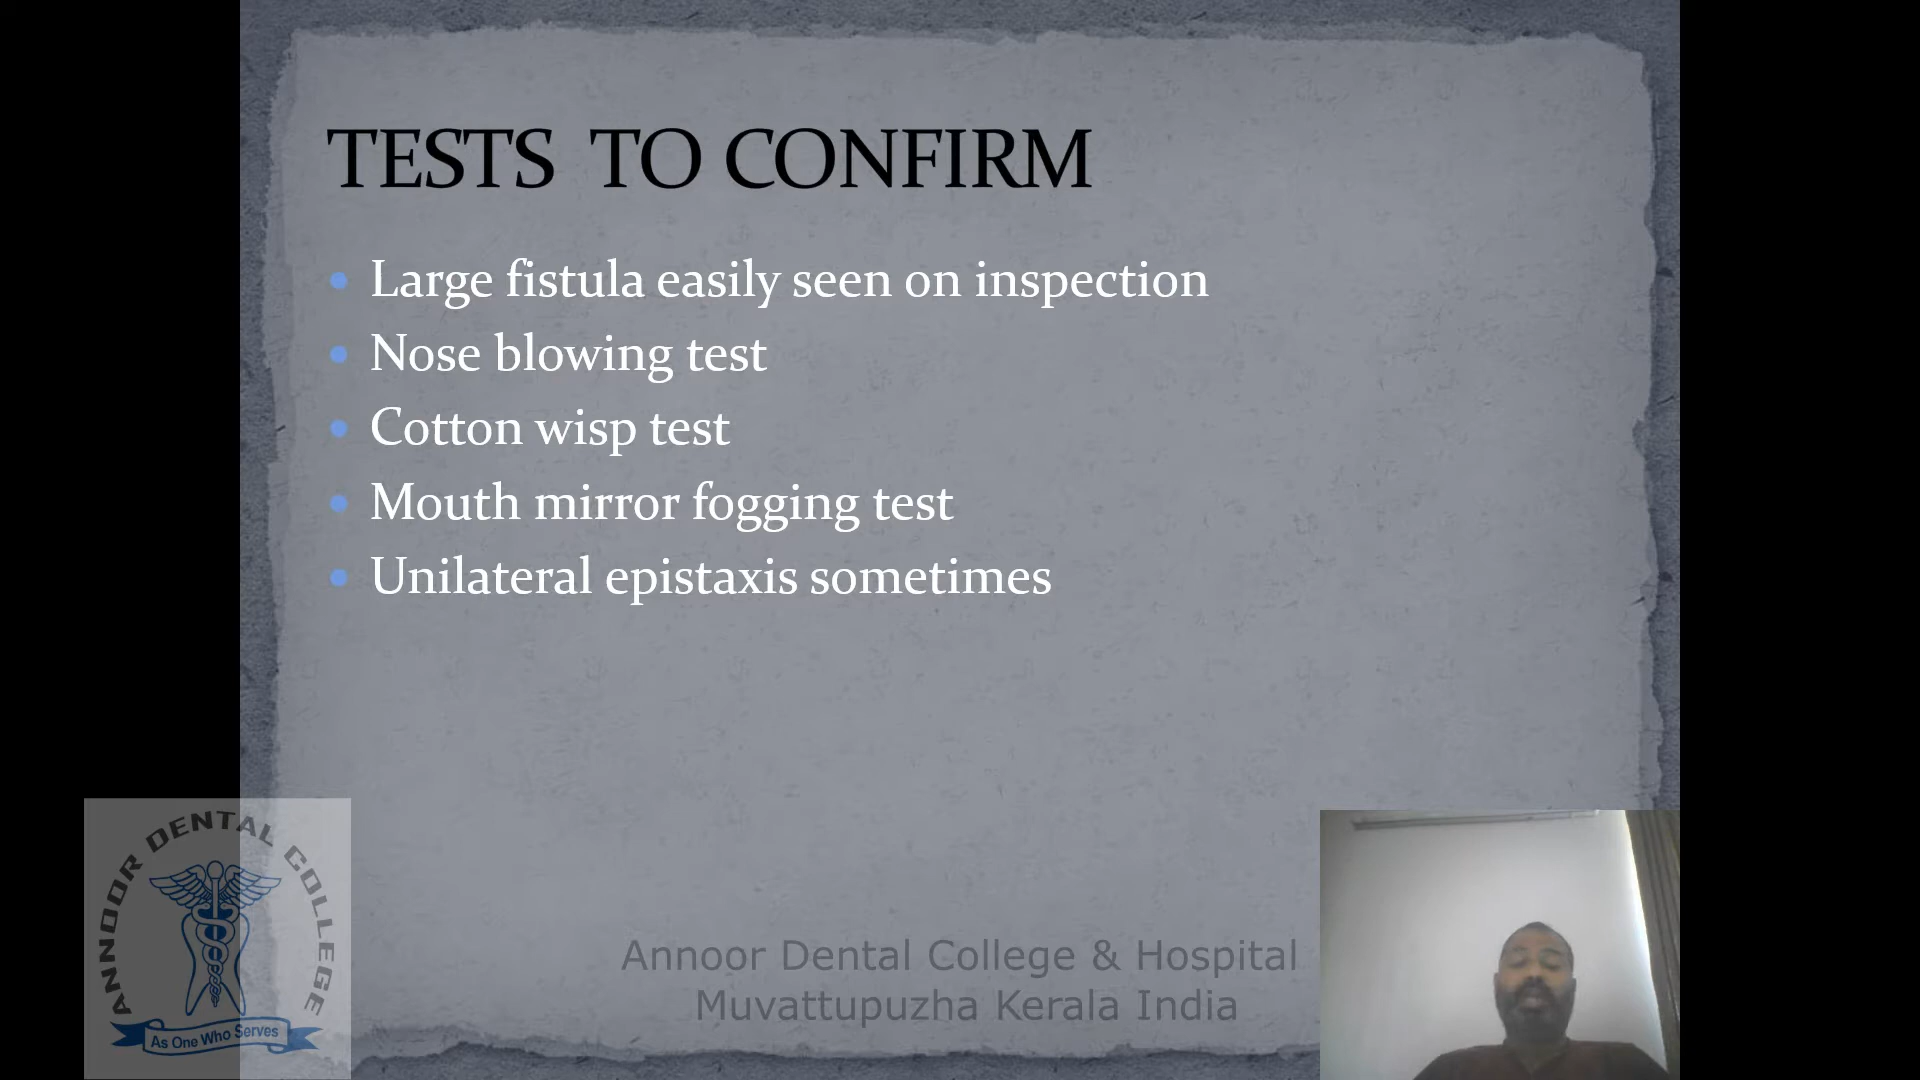 TESTS TO CONFIRM
Large fistula easily seen on inspection
Nose blowing test
Cotton wisp test
Mouth mirror fogging test
Unilateral epistaxis sometimes
ANNOOR DENTAL COLLEGE
As One Who Serves
Annoor Dental College & Hospital
Muvattupuzha Kerala India